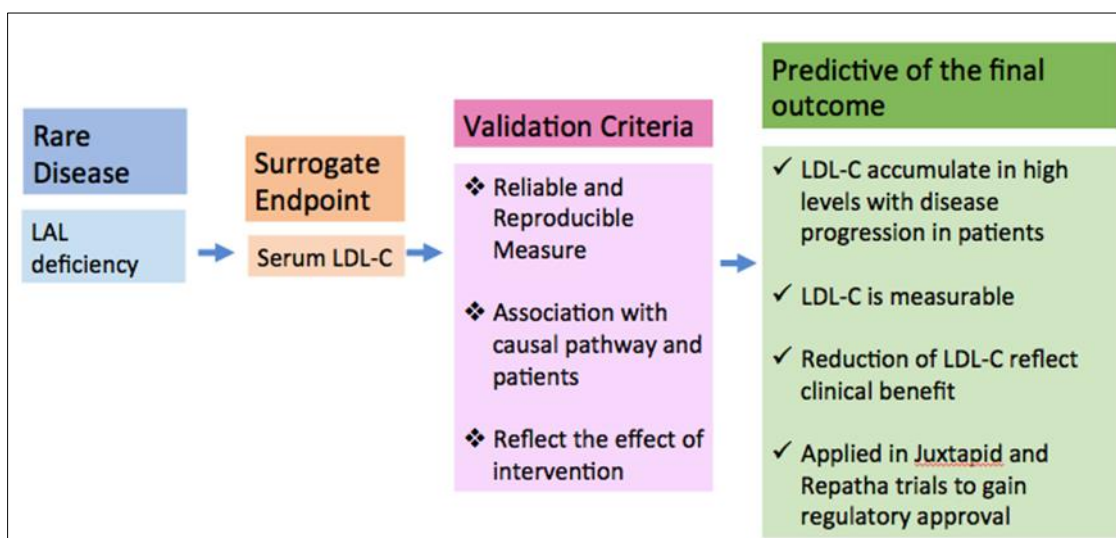 Rare
Disease
LAL
deficiency
Surrogate
Endpoint
Serum LDL-C
Validation Criteria
❖ Reliable and
Reproducible
Measure
❖ Association with
causal pathway and
patients
❖ Reflect the effect of
intervention
Predictive of the final
outcome
✓ LDL-C accumulate in high
levels with disease
progression in patients
✓ LDL-C is measurable
✓ Reduction of LDL-C reflect
clinical benefit
✓ Applied in Juxtapid and
Repatha trials to gain
regulatory approval